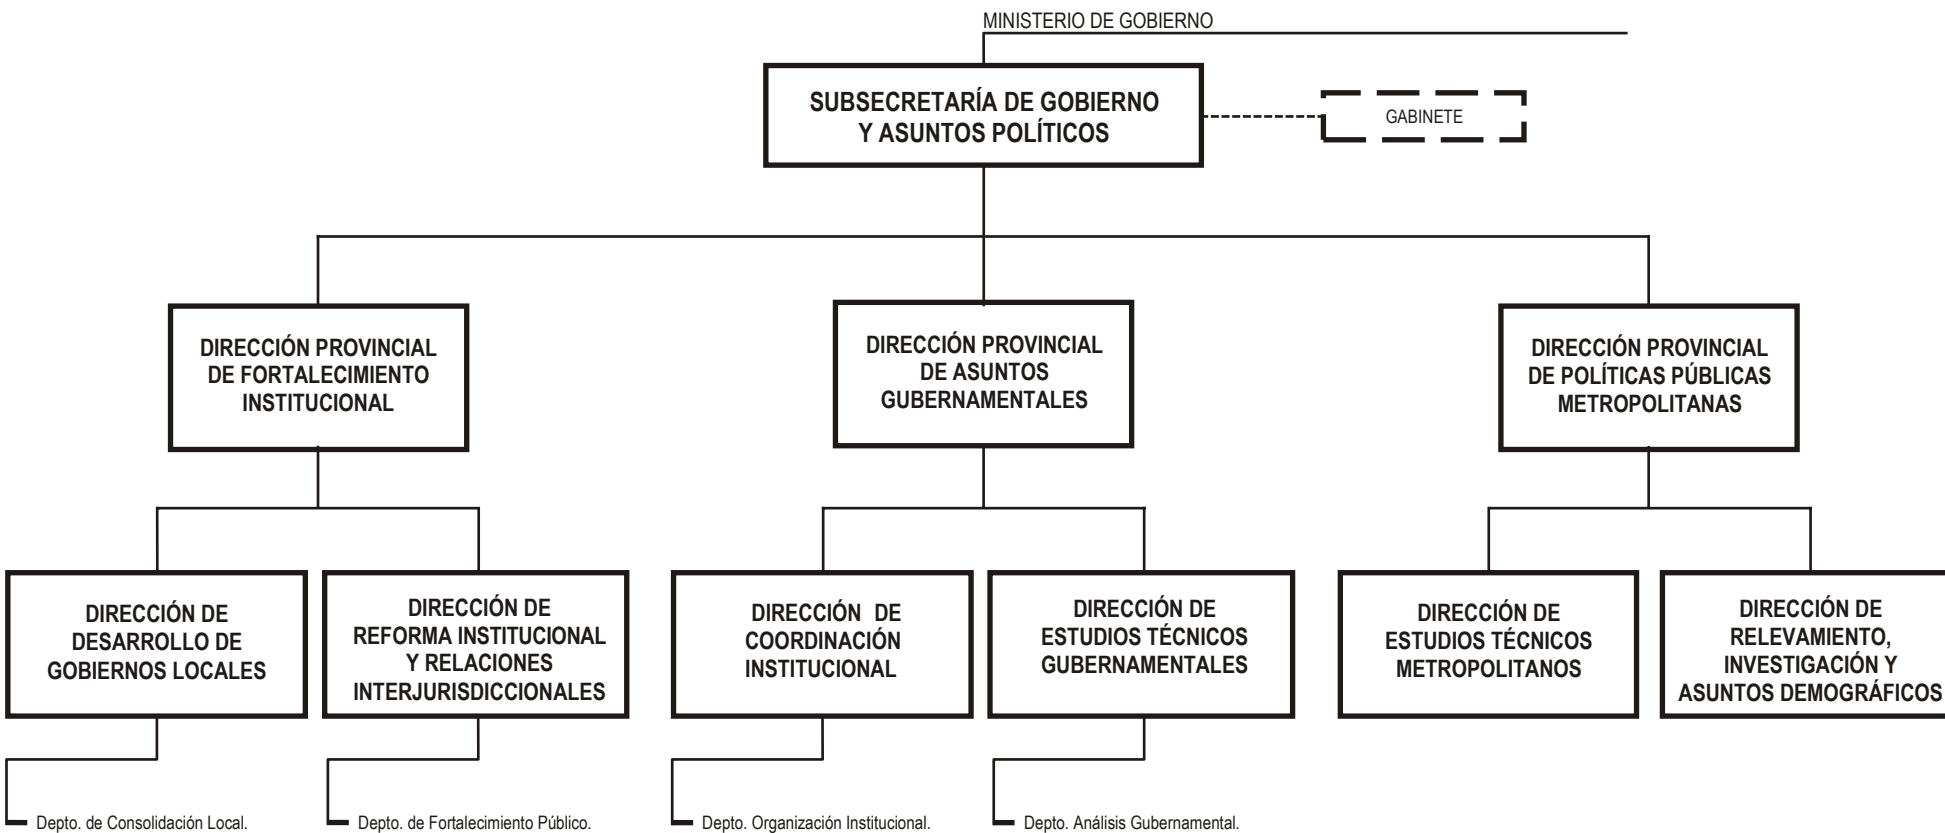 MINISTERIO DE GOBIERNO
SUBSECRETARÍA DE GOBIERNO
Y ASUNTOS POLÍTICOS
GABINETE
DIRECCIÓN PROVINCIAL
DE FORTALECIMIENTO
INSTITUCIONAL
DIRECCIÓN PROVINCIAL
DE ASUNTOS
GUBERNAMENTALES
DIRECCIÓN PROVINCIAL
DE POLÍTICAS PÚBLICAS
METROPOLITANAS
DIRECCIÓN DE
DESARROLLO DE
GOBIERNOS LOCALES
DIRECCIÓN DE
REFORMA INSTITUCIONAL
Y RELACIONES
INTERJURISDICCIONALES
DIRECCIÓN DE
COORDINACIÓN
INSTITUCIONAL
DIRECCIÓN DE
ESTUDIOS TÉCNICOS
GUBERNAMENTALES
DIRECCIÓN DE
ESTUDIOS TÉCNICOS
METROPOLITANOS
DIRECCIÓN DE
RELEVAMIENTO,
INVESTIGACIÓN Y
ASUNTOS DEMOGRÁFICOS
Depto. de Consolidación Local.
Depto. de Fortalecimiento Público.
Depto. Organización Institucional.
Depto. Análisis Gubernamental.